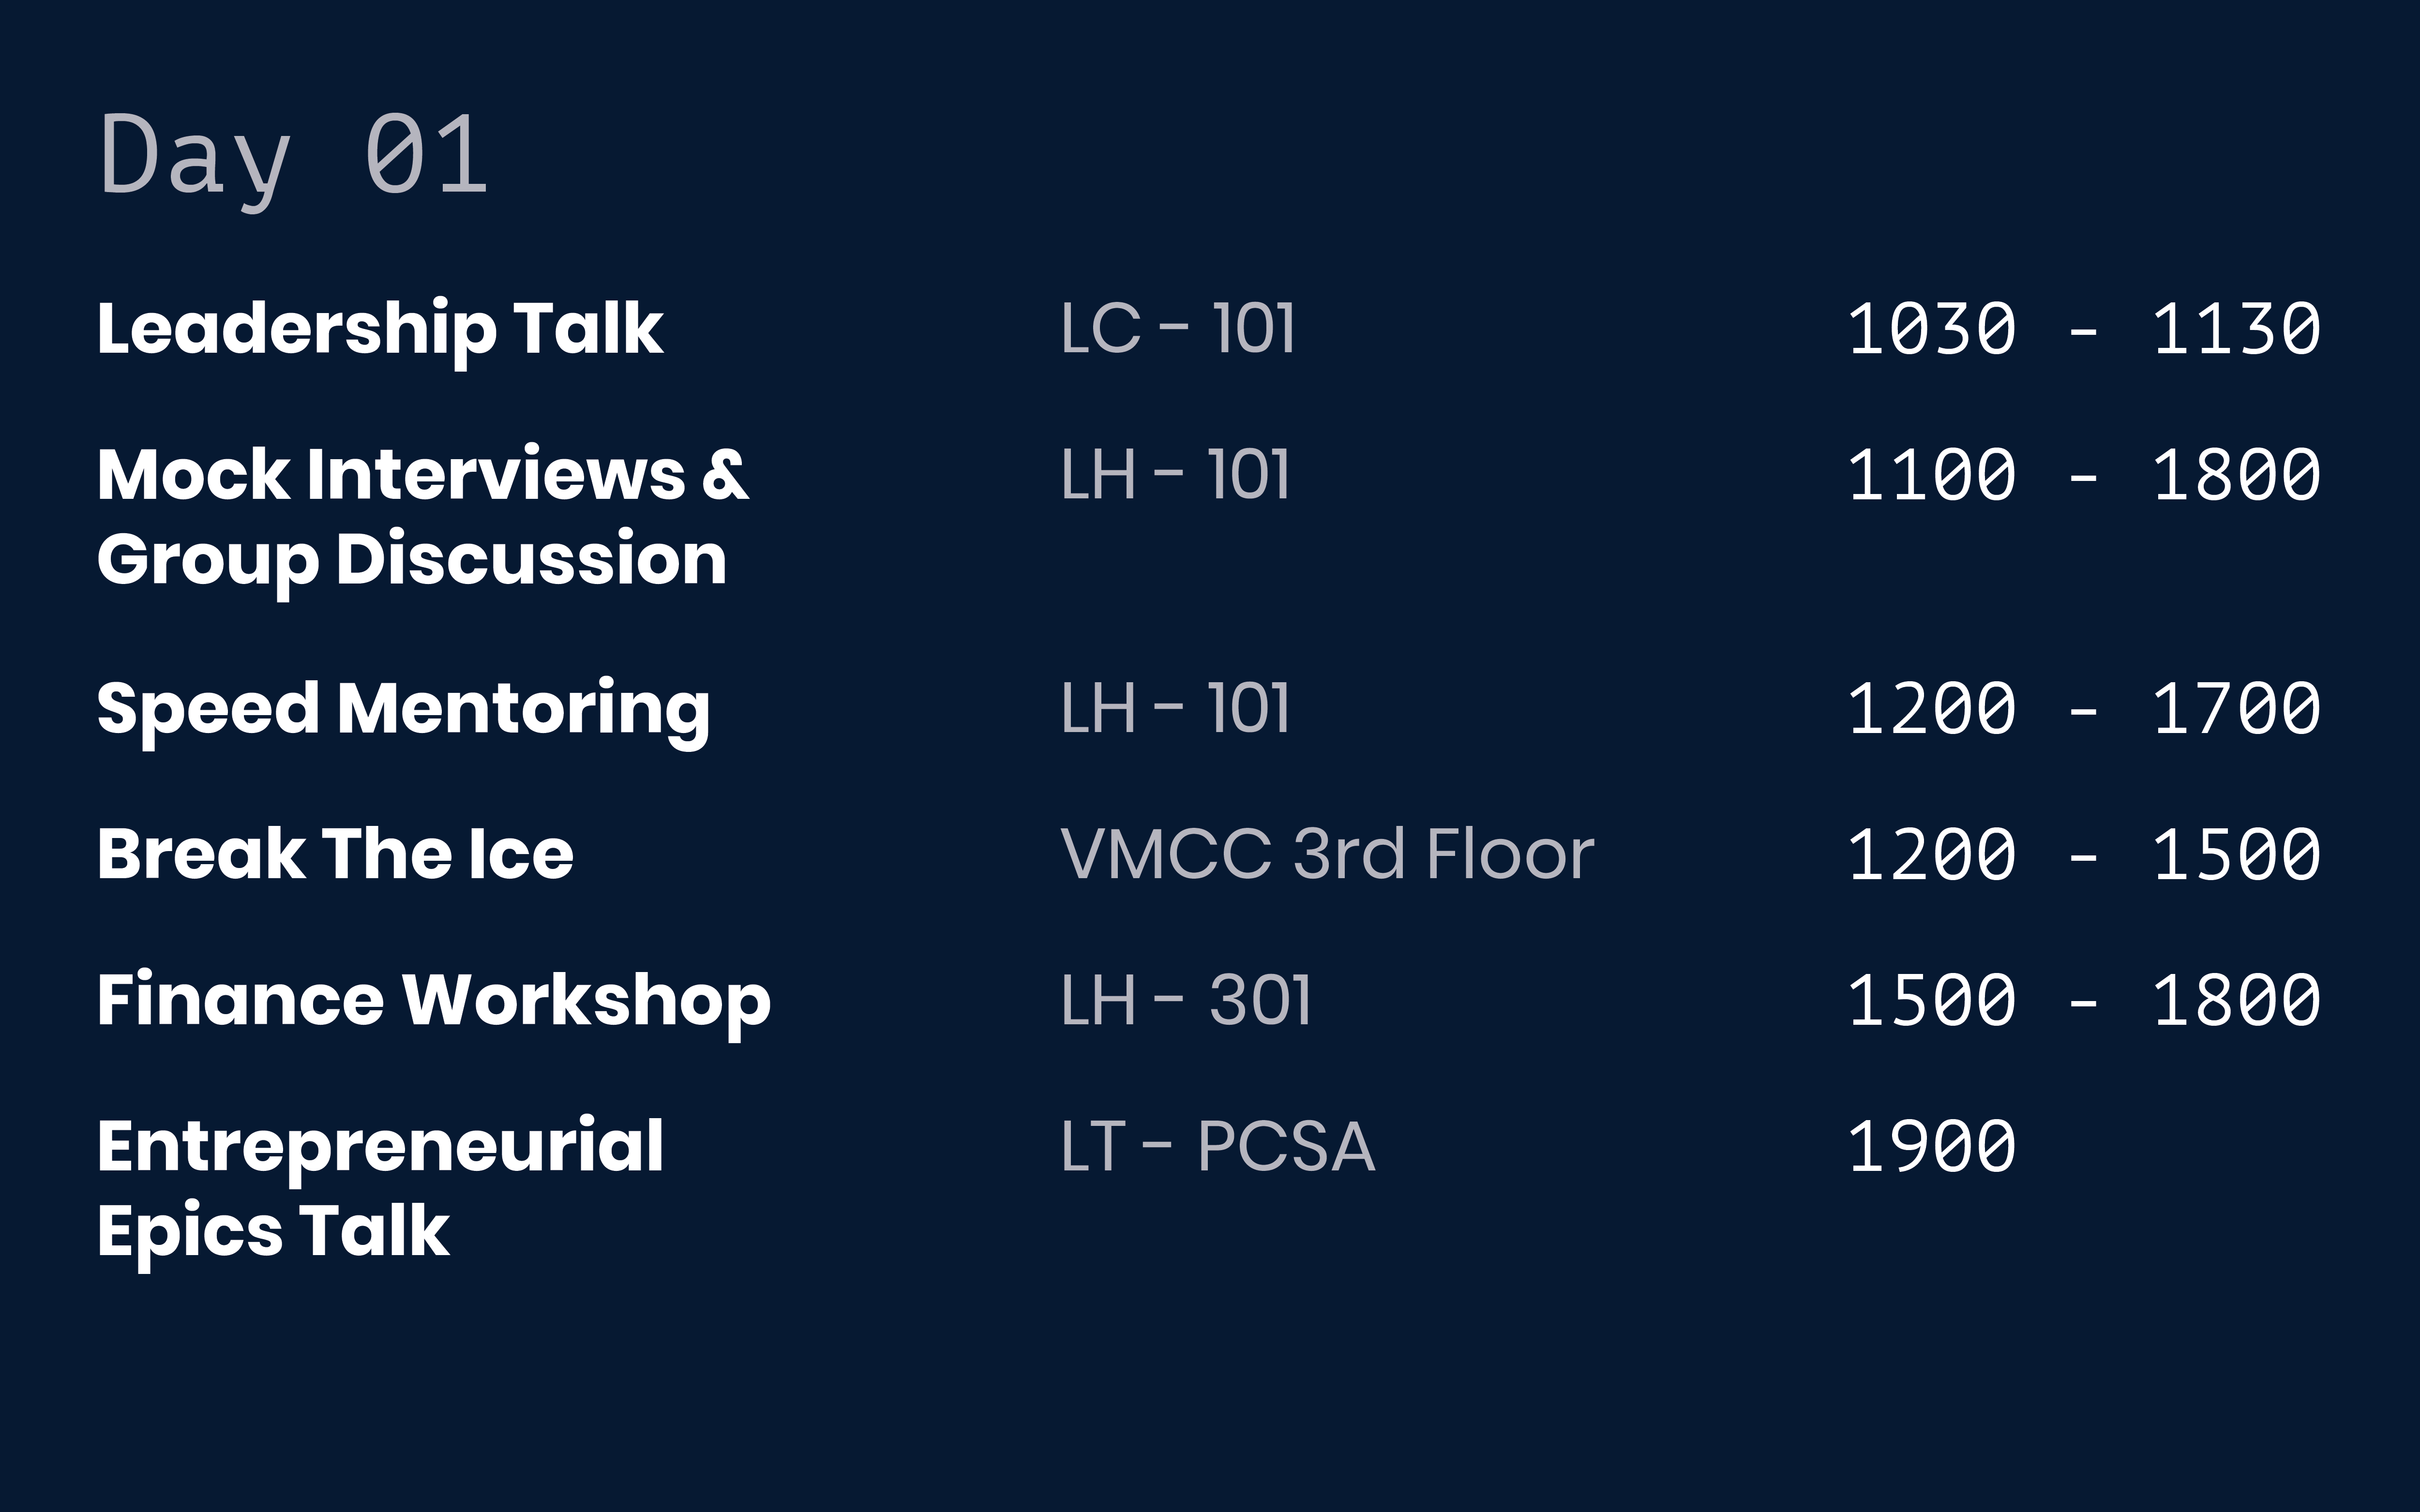 Day 01
Leadership Talk LC - 101 1030 - 1130
Mock Interviews & LH - 101 1100 - 1800
Group Discussion
Speed Mentoring LH - 101 1200 - 1700
Break The Ice VMCC 3rd Floor 1200 - 1500
Finance Workshop LH - 301 1500 - 1800
Entrepreneurial LT - PCSA 1900
Epics Talk